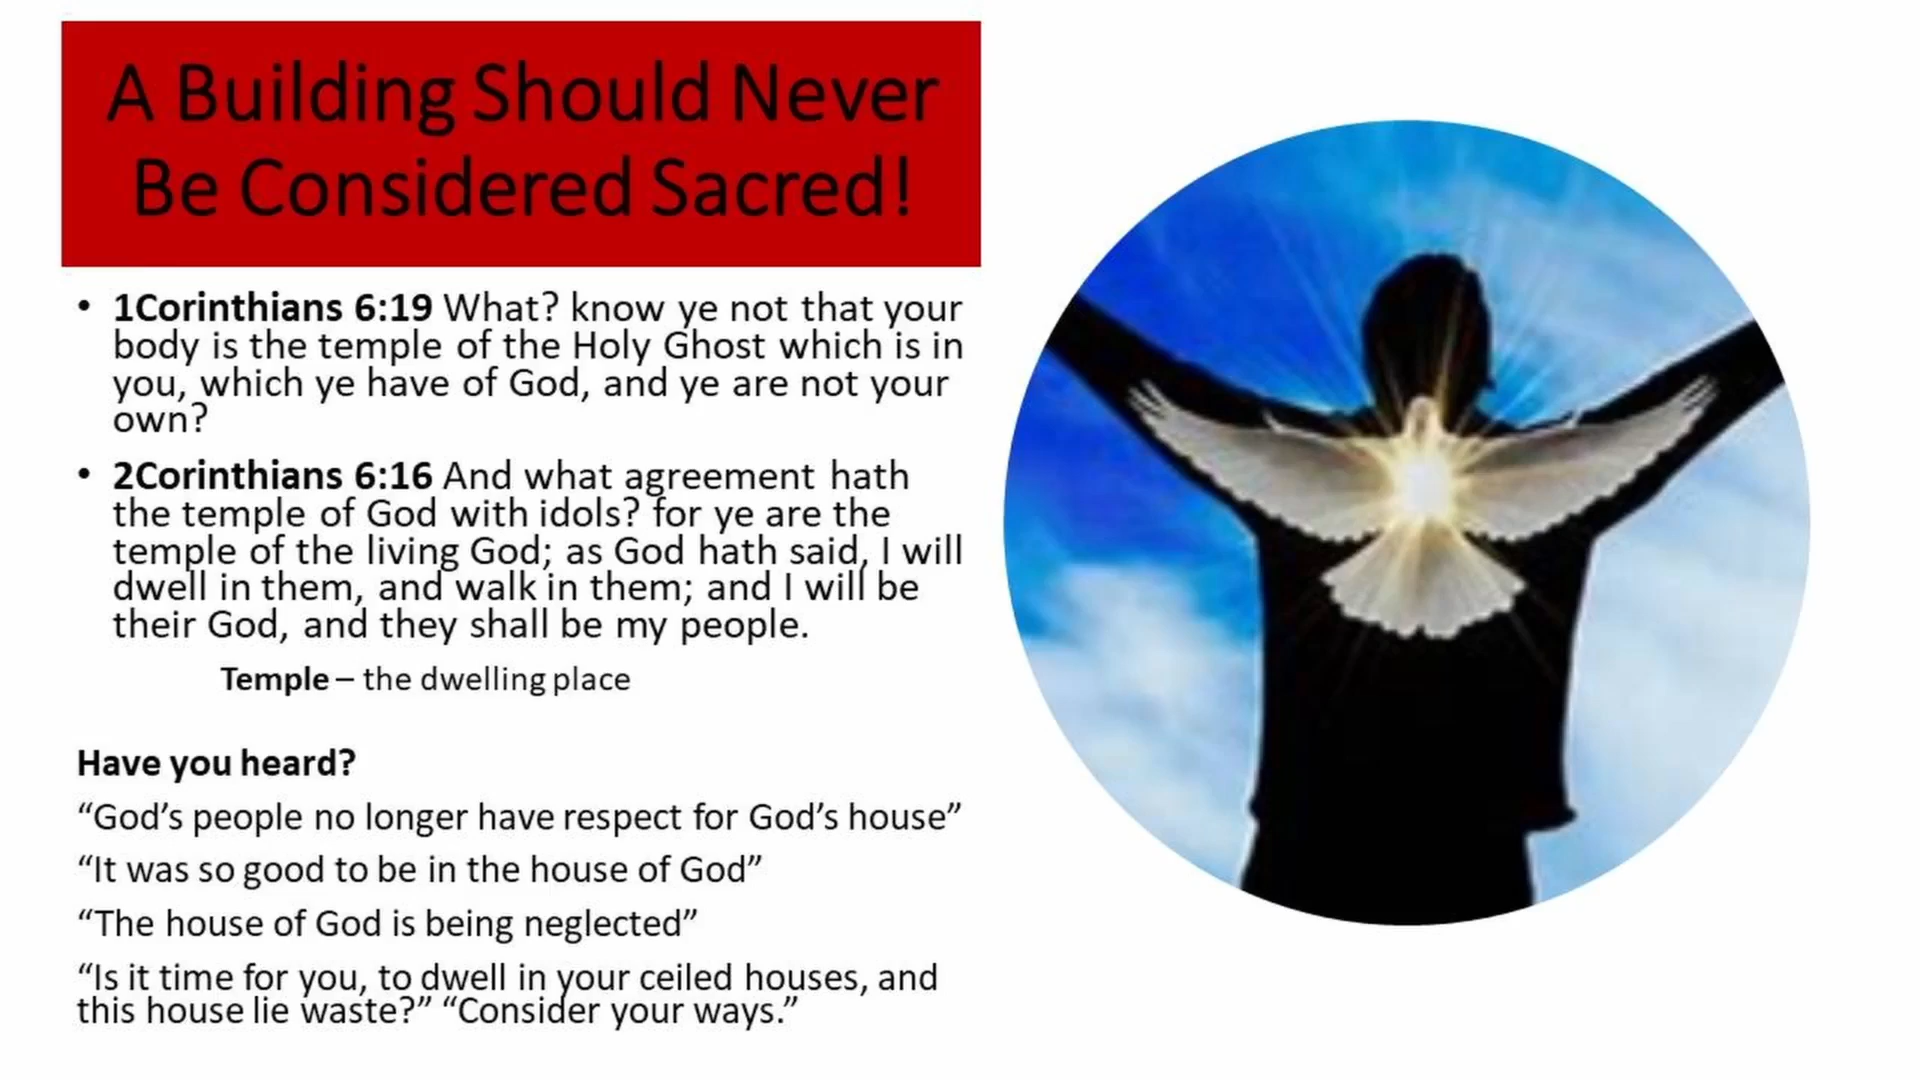 A Building Should Never
Be Considered Sacred!
• 1Corinthians 6:19 What? know ye not that your
body is the temple of the Holy Ghost which is in
you, which ye have of God, and ye are not your
own?
• 2Corinthians 6:16 And what agreement hath
the temple of God with idols? for ye are the
temple of the living God; as God hath said, I will
dwell in them, and walk in them; and I will be
their God, and they shall be my people.
Temple – the dwelling place
Have you heard?
“God’s people no longer have respect for God’s house”
“It was so good to be in the house of God”
“The house of God is being neglected”
“Is it time for you, to dwell in your ceiled houses, and
this house lie waste?” “Consider your ways.”